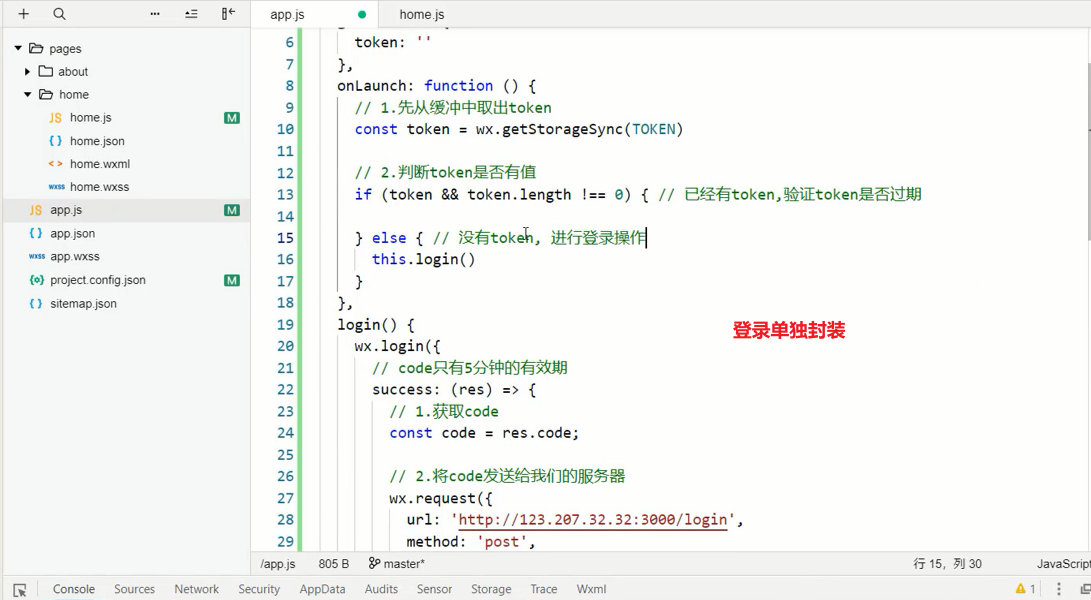 app.js
home.js
pages
about
home
JS home.js M
{ } home.json
<> home.wxml
wxss home.wxss
JS app.js M
{ } app.json
wxss app.wxss
{o} project.config.json M
{ } sitemap.json
6 token: ''
7 },
8 onLaunch: function () {
9 // 1.先从缓冲中取出token
10 const token = wx.getStorageSync(TOKEN)
11
12 // 2.判断token是否有值
13 if (token && token.length !== 0) { // 已经有token,验证token是否过期
14
15 } else { // 没有token, 进行登录操作
16 this.login()
17 }
18 },
19 login() {
20 wx.login({
21 // code只有5分钟的有效期
22 success: (res) => {
23 // 1.获取code
24 const code = res.code;
25
26 // 2.将code发送给我们的服务器
27 wx.request({
28 url: 'http://123.207.32.32:3000/login',
29 method: 'post',
登录单独封装
/app.js 805 B master* 行 15，列 30 JavaScript
Console Sources Network Security AppData Audits Sensor Storage Trace Wxml 1